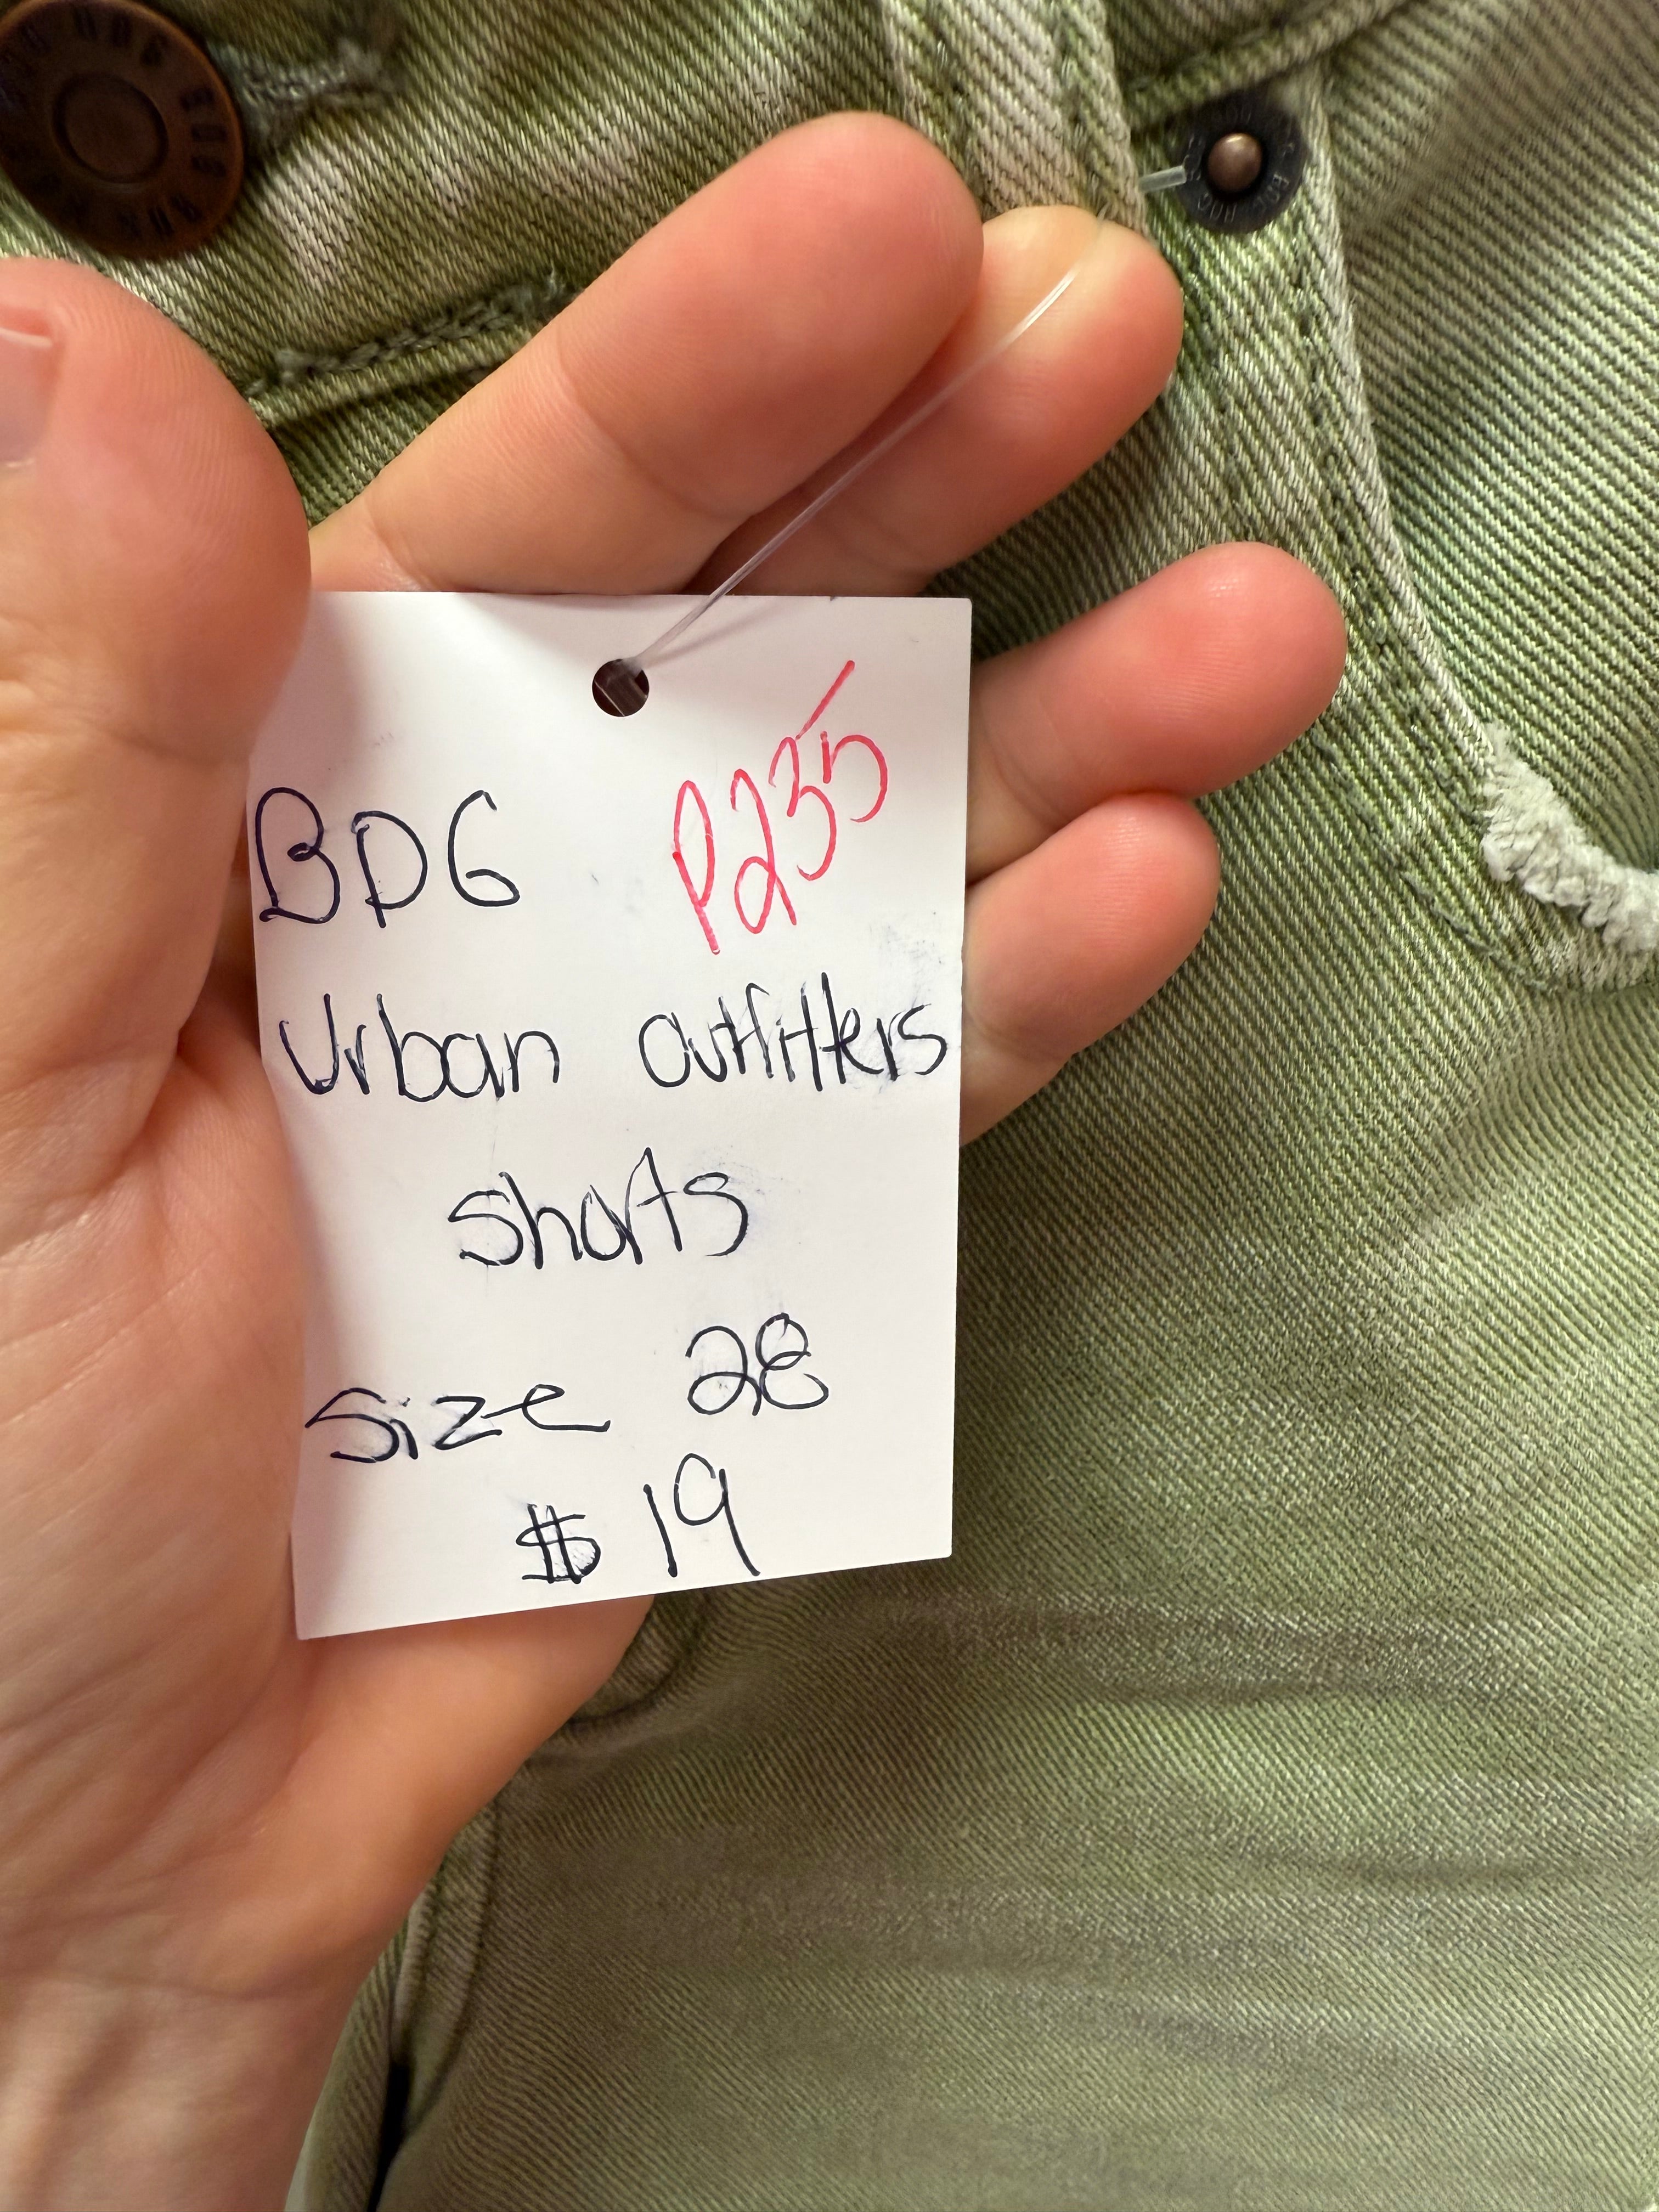 BDG P235
Urban outfitters
shorts
Size 28
$19